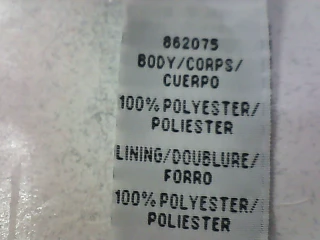 862075
BODY/CORPS/
CUERPO
100% POLYESTER/
POLIESTER
LINING/DOUBLURE/
FORRO
100% POLYESTER/
POLIESTER